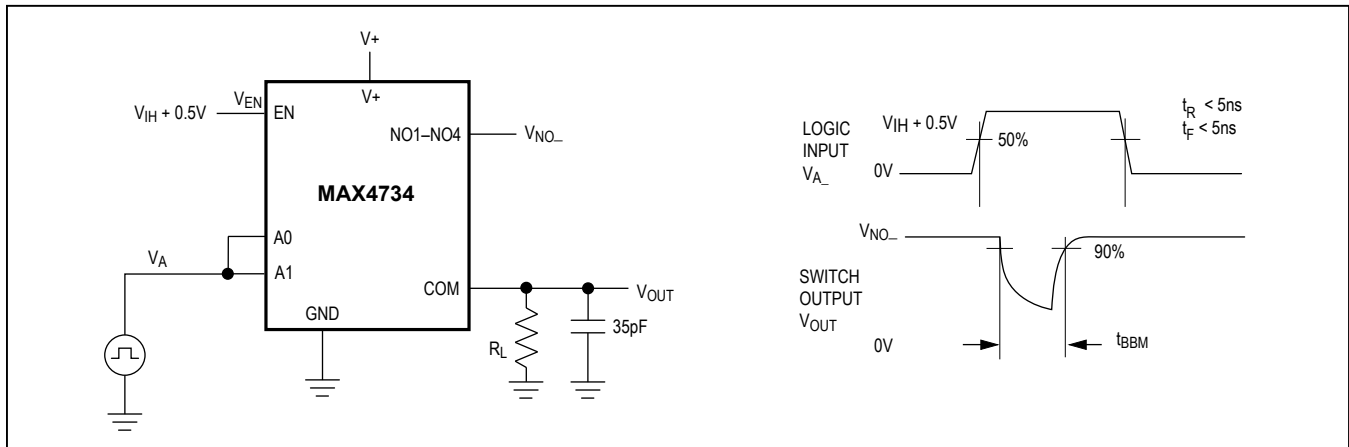 V+
V+
VIH + 0.5V
VEN
EN
NO1–NO4
VNO_
MAX4734
A0
VA
A1
COM
VOUT
GND
RL
35pF
LOGIC
INPUT
VA_
VIH + 0.5V
0V
50%
tR < 5ns
tF < 5ns
VNO_
90%
SWITCH
OUTPUT
VOUT
0V
tBBM